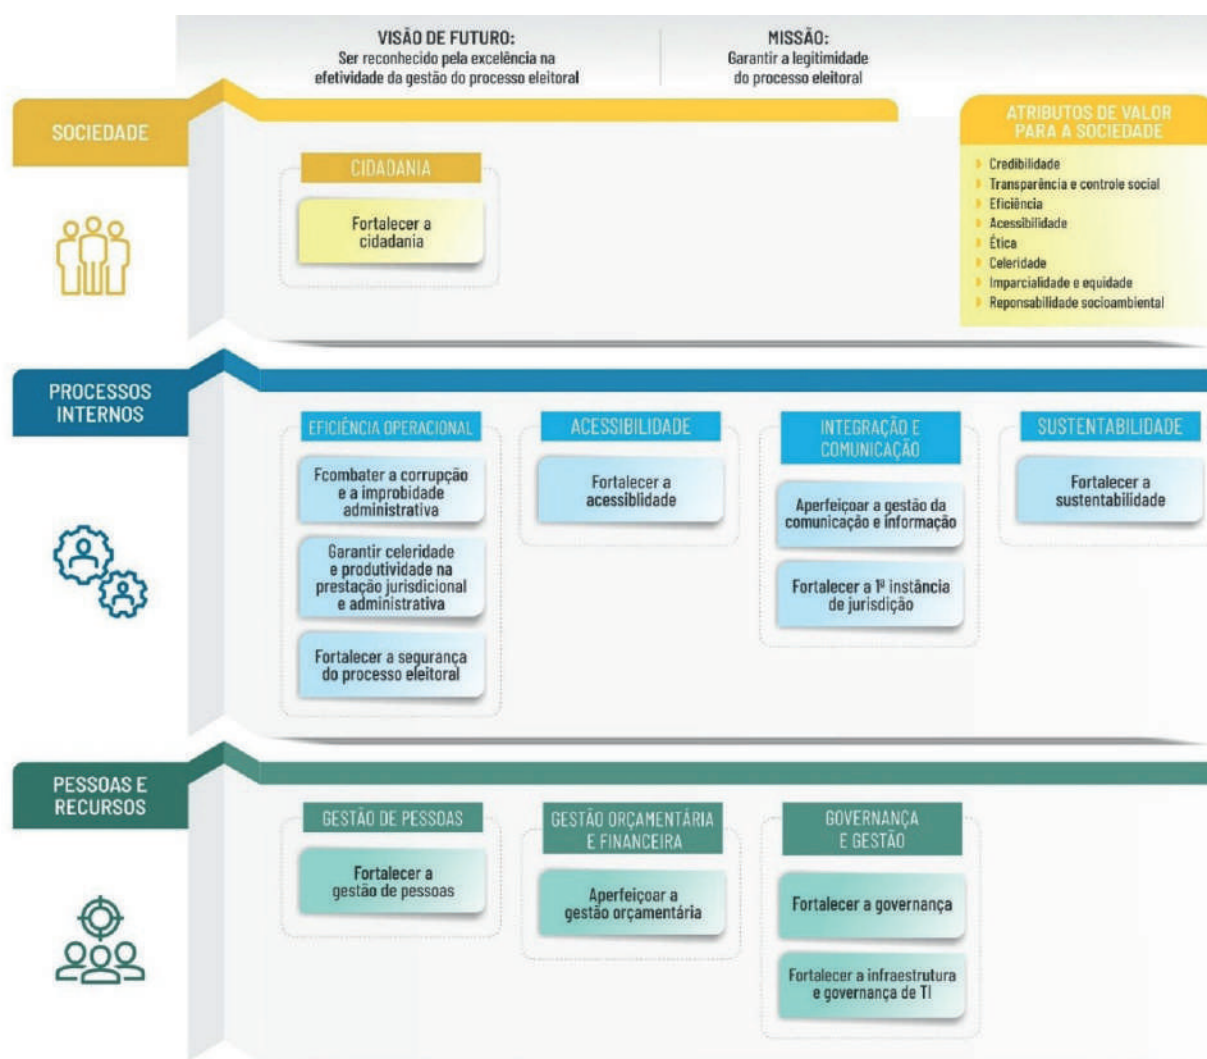 VISÃO DE FUTURO:
Ser reconhecido pela excelência na
efetividade da gestão do processo eleitoral
MISSÃO:
Garantir a legitimidade
do processo eleitoral
SOCIEDADE
CIDADANIA
Fortalecer a
cidadania
ATRIBUTOS DE VALOR
PARA A SOCIEDADE
Credibilidade
Transparência e controle social
Eficiência
Acessibilidade
Ética
Celeridade
Imparcialidade e equidade
Reponsabilidade socioambiental
PROCESSOS
INTERNOS
EFICIÊNCIA OPERACIONAL
Fcombater a corrupção
e a improbidade
administrativa
Garantir celeridade
e produtividade na
prestação jurisdicional
e administrativa
Fortalecer a segurança
do processo eleitoral
ACESSIBILIDADE
Fortalecer a
acessiblidade
INTEGRAÇÃO E
COMUNICAÇÃO
Aperfeiçoar a gestão da
comunicação e informação
Fortalecer a 1ª instância
de jurisdição
SUSTENTABILIDADE
Fortalecer a
sustentabilidade
PESSOAS E
RECURSOS
GESTÃO DE PESSOAS
Fortalecer a
gestão de pessoas
GESTÃO ORÇAMENTÁRIA
E FINANCEIRA
Aperfeiçoar a
gestão orçamentária
GOVERNANÇA
E GESTÃO
Fortalecer a governança
Fortalecer a infraestrutura
e governança de TI